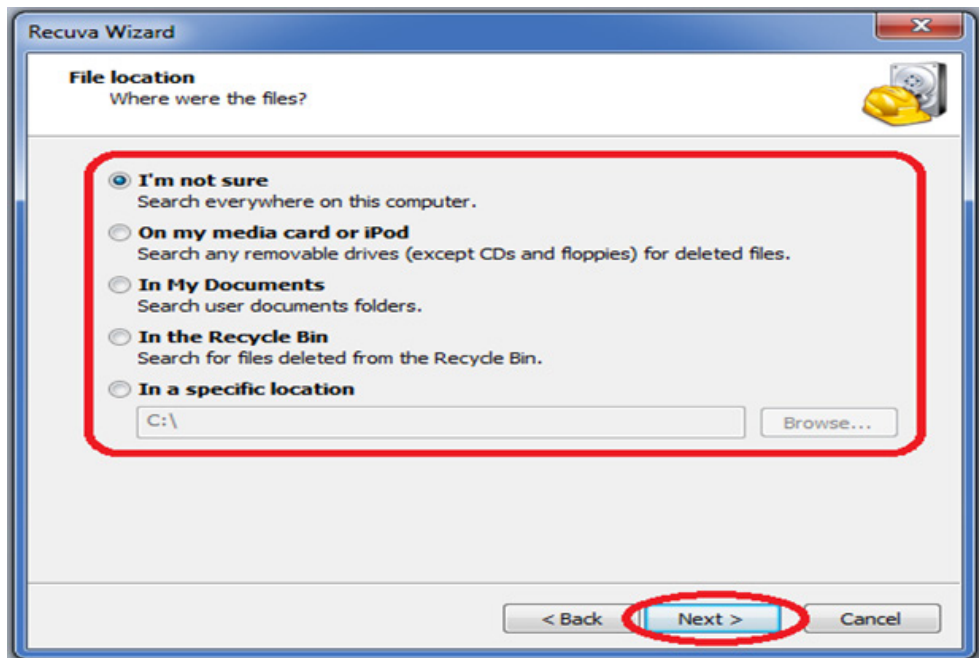 Recuva Wizard
File location
Where were the files?
I'm not sure
Search everywhere on this computer.
On my media card or iPod
Search any removable drives (except CDs and floppies) for deleted files.
In My Documents
Search user documents folders.
In the Recycle Bin
Search for files deleted from the Recycle Bin.
In a specific location
C:\
Browse...
< Back Next > Cancel